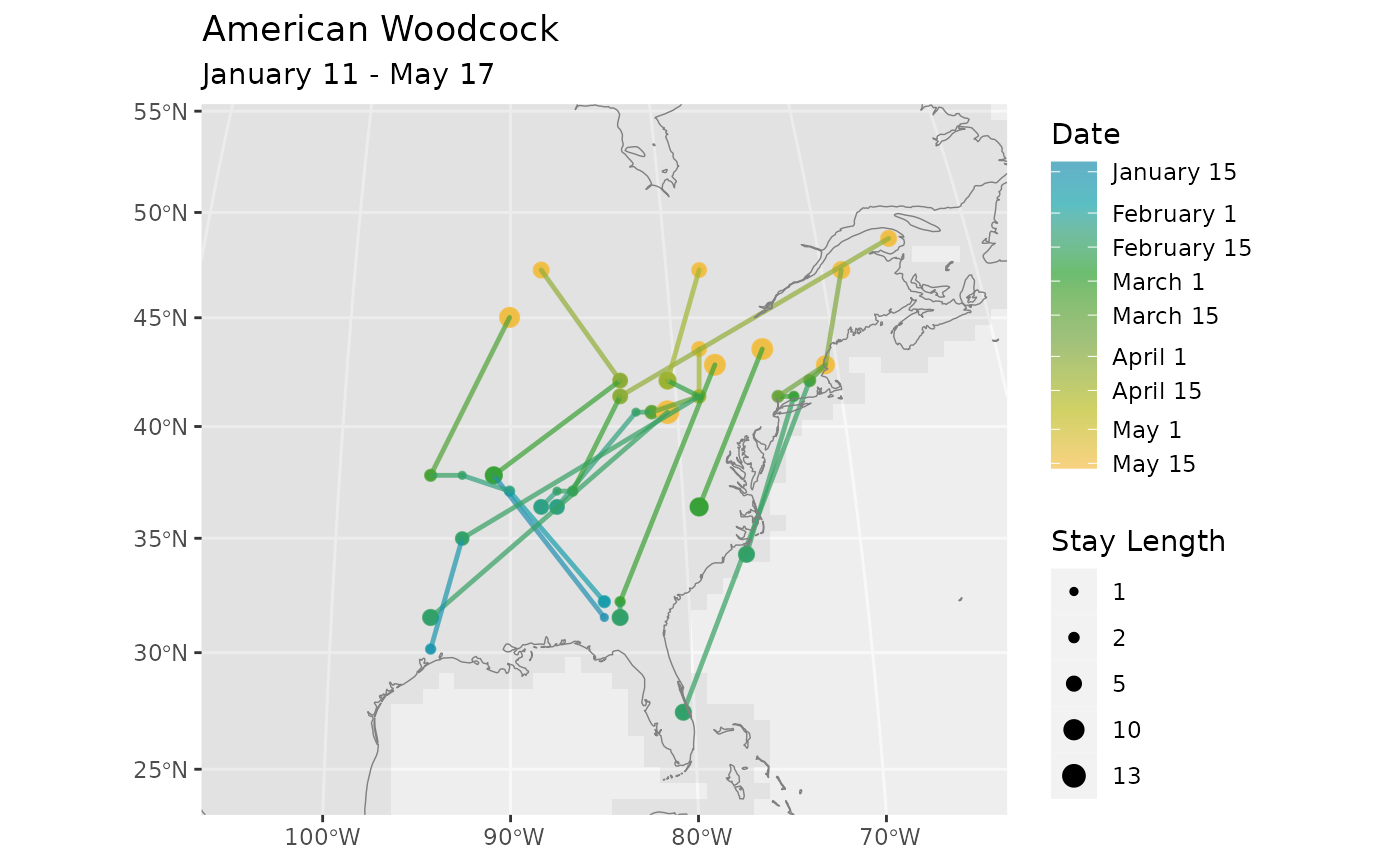 American Woodcock
January 11 - May 17
55°N
50°N
45°N
40°N
35°N
30°N
25°N
100°W
90°W
80°W
70°W
Date
January 15
February 1
February 15
March 1
March 15
April 1
April 15
May 1
May 15
Stay Length
1
2
5
10
13